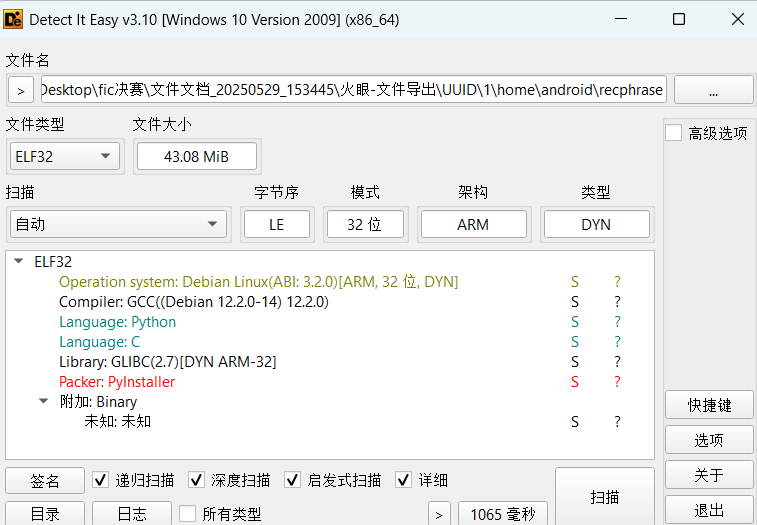 Detect It Easy v3.10 [Windows 10 Version 2009] (x86_64)
文件名
> Desktop\fic决赛\文件文档_20250529_153445\火眼-文件导出\UUID\1\home\android\recphrase ...
文件类型 文件大小
高级选项
ELF32 43.08 MiB
扫描 字节序 模式 架构 类型
自动 LE 32 位 ARM DYN
ELF32
Operation system: Debian Linux(ABI: 3.2.0)[ARM, 32 位, DYN] S ?
Compiler: GCC((Debian 12.2.0-14) 12.2.0) S ?
Language: Python S ?
Language: C S ?
Library: GLIBC(2.7)[DYN ARM-32] S ?
Packer: PyInstaller S ?
附加: Binary
未知: 未知 S ?
快捷键
选项
关于
退出
签名 递归扫描 深度扫描 启发式扫描 详细
扫描
目录 日志 所有类型 > 1065 毫秒